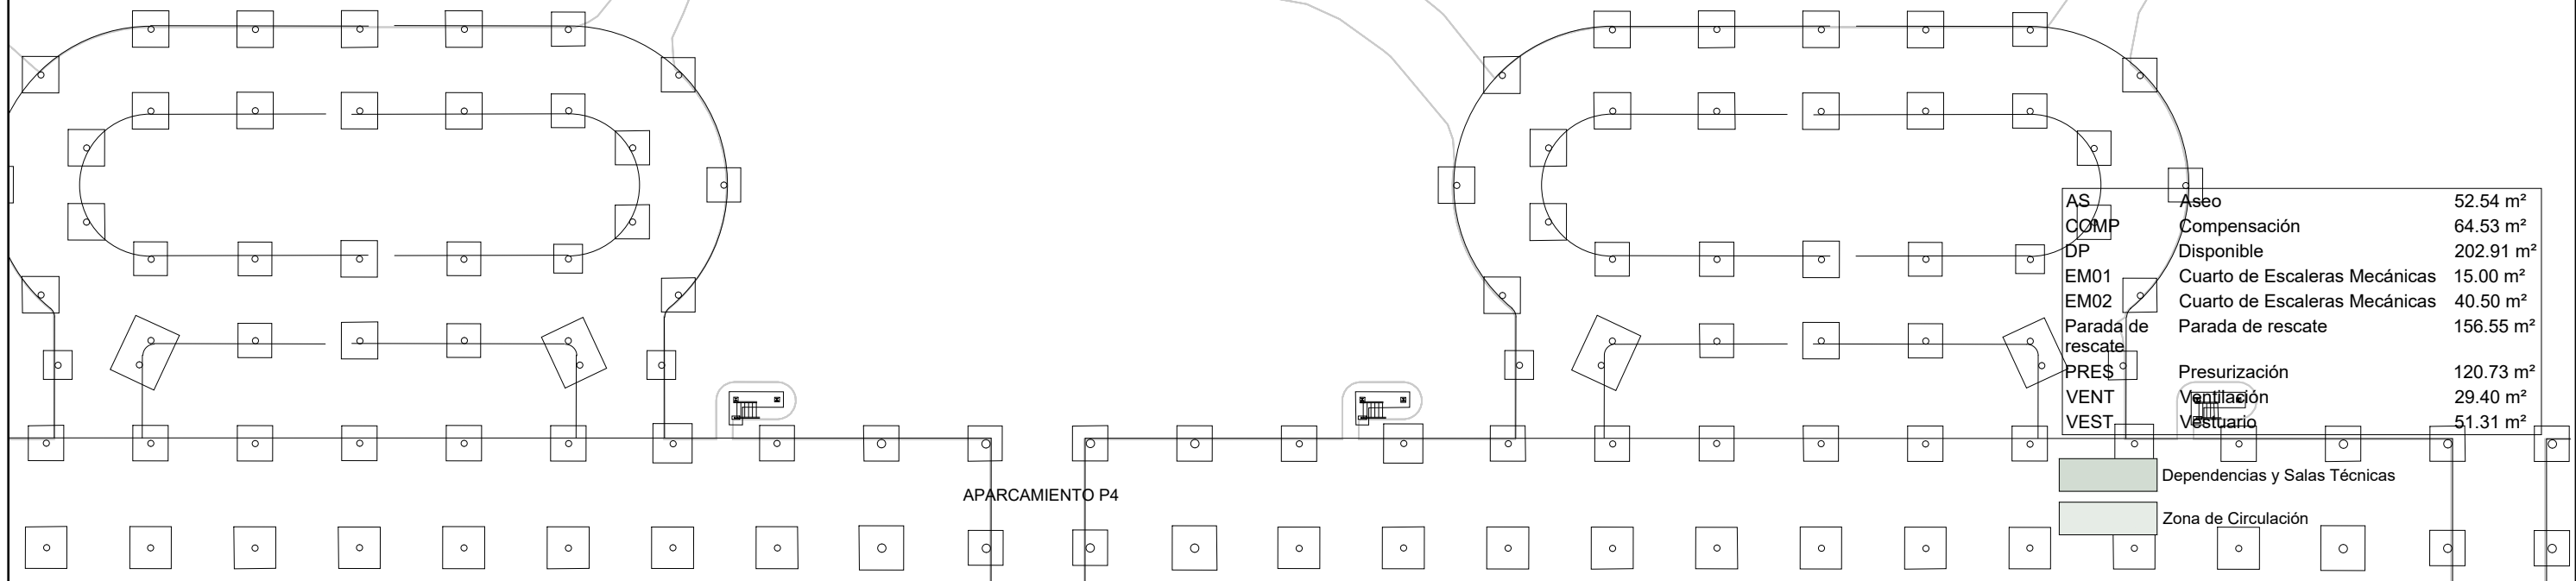 AS Aseo 52.54 m²
COMP Compensación 64.53 m²
DP Disponible 202.91 m²
EM01 Cuarto de Escaleras Mecánicas 15.00 m²
EM02 Cuarto de Escaleras Mecánicas 40.50 m²
Parada de Parada de rescate 156.55 m²
rescate
PRES Presurización 120.73 m²
VENT Ventilación 29.40 m²
VEST Vestuario 51.31 m²
Dependencias y Salas Técnicas
APARCAMIENTO P4
Zona de Circulación